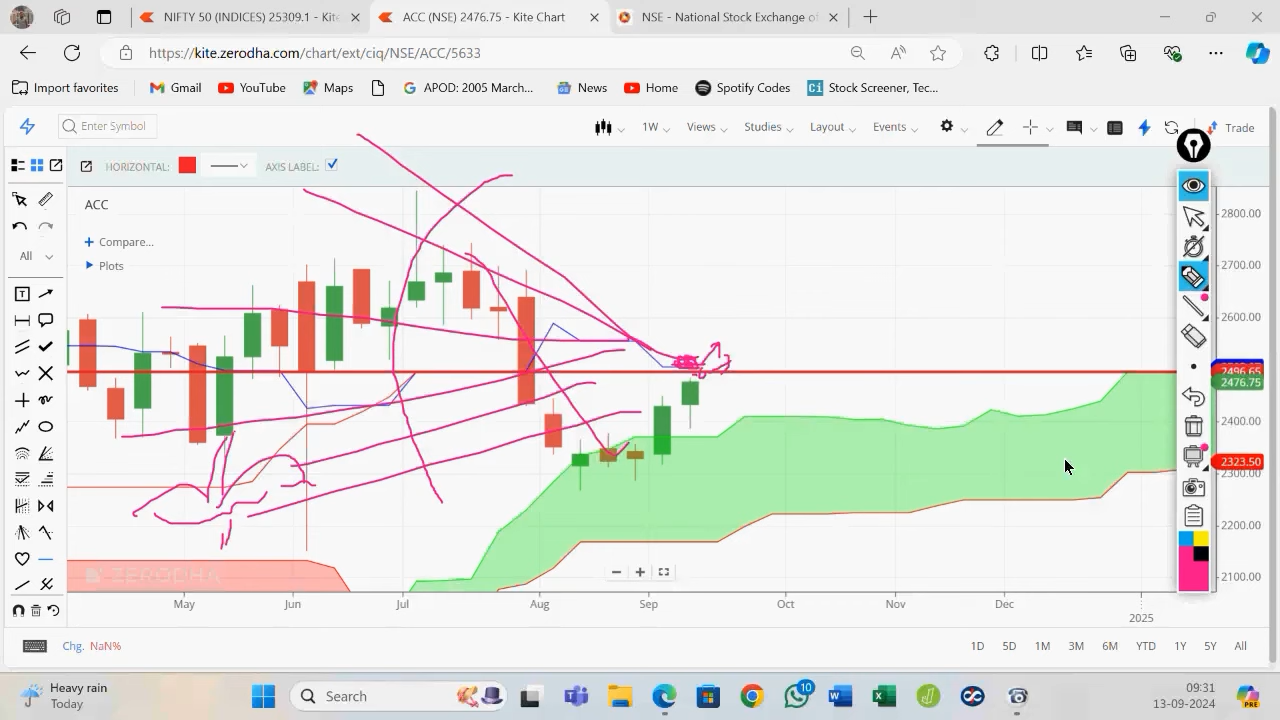 NIFTY 50 (INDICES) 25309.1 - Kite
ACC (NSE) 2476.75 - Kite Chart
NSE - National Stock Exchange of
https://kite.zerodha.com/chart/ext/ciq/NSE/ACC/5633
Import favorites
Gmail
YouTube
Maps
APOD: 2005 March...
News
Home
Spotify Codes
Stock Screener, Tec...
Enter Symbol
1W
Views
Studies
Layout
Events
Trade
HORIZONTAL:
AXIS LABEL:
ACC
Compare...
Plots
All
2800.00
2700.00
2600.00
2496.65
2476.75
2400.00
2323.50
2300.00
2200.00
2100.00
ZERODHA
May
Jun
Jul
Aug
Sep
Oct
Nov
Dec
2025
Chg. NaN%
1D
5D
1M
3M
6M
YTD
1Y
5Y
All
Heavy rain
Today
Search
10
09:31
13-09-2024
PRE